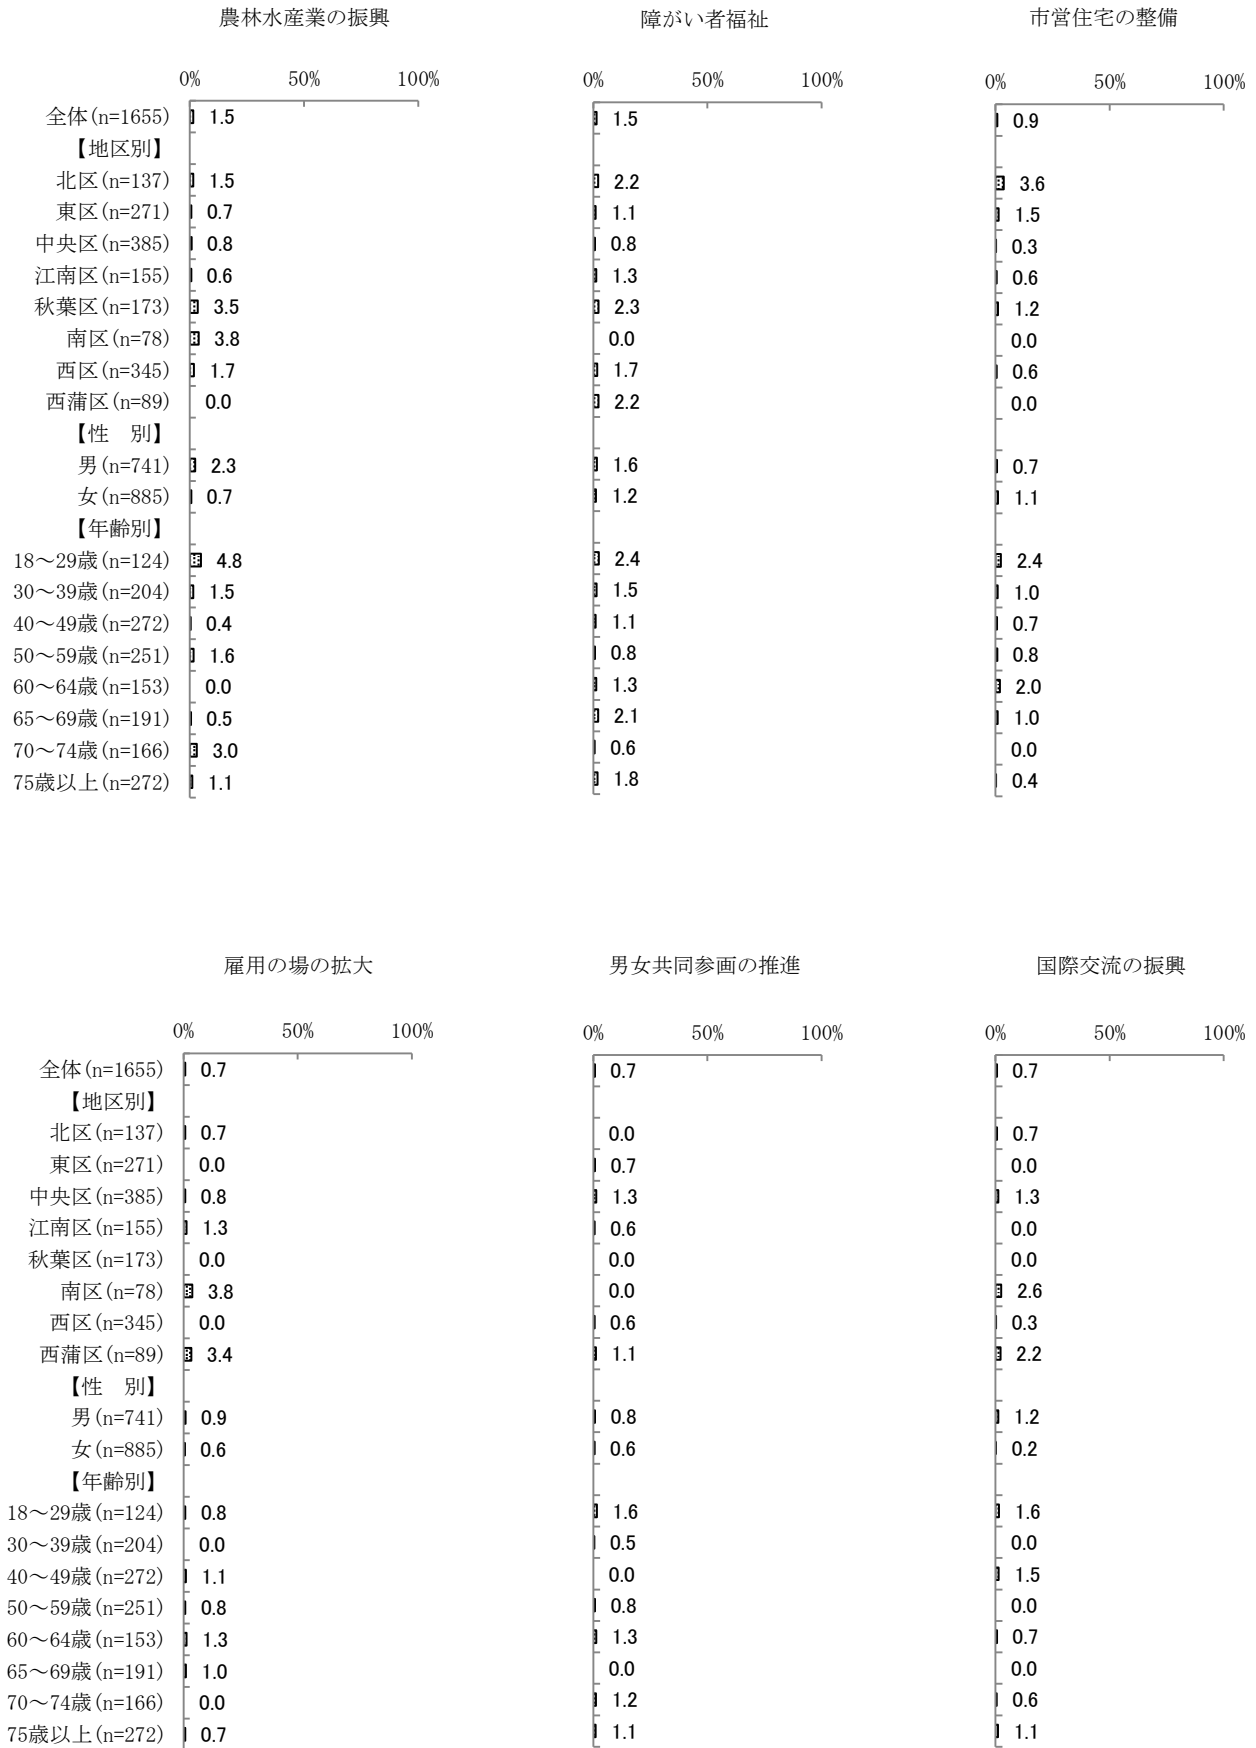 農林水産業の振興 障がい者福祉 市営住宅の整備
0% 50% 100% 0% 50% 100% 0% 50% 100%
全体(n=1655) 1.5 1.5 0.9
【地区別】
北区(n=137) 1.5 2.2 3.6
東区(n=271) 0.7 1.1 1.5
中央区(n=385) 0.8 0.8 0.3
江南区(n=155) 0.6 1.3 0.6
秋葉区(n=173) 3.5 2.3 1.2
南区(n=78) 3.8 0.0 0.0
西区(n=345) 1.7 1.7 0.6
西蒲区(n=89) 0.0 2.2 0.0
【性　別】
男(n=741) 2.3 1.6 0.7
女(n=885) 0.7 1.2 1.1
【年齢別】
18～29歳(n=124) 4.8 2.4 2.4
30～39歳(n=204) 1.5 1.5 1.0
40～49歳(n=272) 0.4 1.1 0.7
50～59歳(n=251) 1.6 0.8 0.8
60～64歳(n=153) 0.0 1.3 2.0
65～69歳(n=191) 0.5 2.1 1.0
70～74歳(n=166) 3.0 0.6 0.0
75歳以上(n=272) 1.1 1.8 0.4
雇用の場の拡大 男女共同参画の推進 国際交流の振興
0% 50% 100% 0% 50% 100% 0% 50% 100%
全体(n=1655) 0.7 0.7 0.7
【地区別】
北区(n=137) 0.7 0.0 0.7
東区(n=271) 0.0 0.7 0.0
中央区(n=385) 0.8 1.3 1.3
江南区(n=155) 1.3 0.6 0.0
秋葉区(n=173) 0.0 0.0 0.0
南区(n=78) 3.8 0.0 2.6
西区(n=345) 0.0 0.6 0.3
西蒲区(n=89) 3.4 1.1 2.2
【性　別】
男(n=741) 0.9 0.8 1.2
女(n=885) 0.6 0.6 0.2
【年齢別】
18～29歳(n=124) 0.8 1.6 1.6
30～39歳(n=204) 0.0 0.5 0.0
40～49歳(n=272) 1.1 0.0 1.5
50～59歳(n=251) 0.8 0.8 0.0
60～64歳(n=153) 1.3 1.3 0.7
65～69歳(n=191) 1.0 0.0 0.0
70～74歳(n=166) 0.0 1.2 0.6
75歳以上(n=272) 0.7 1.1 1.1